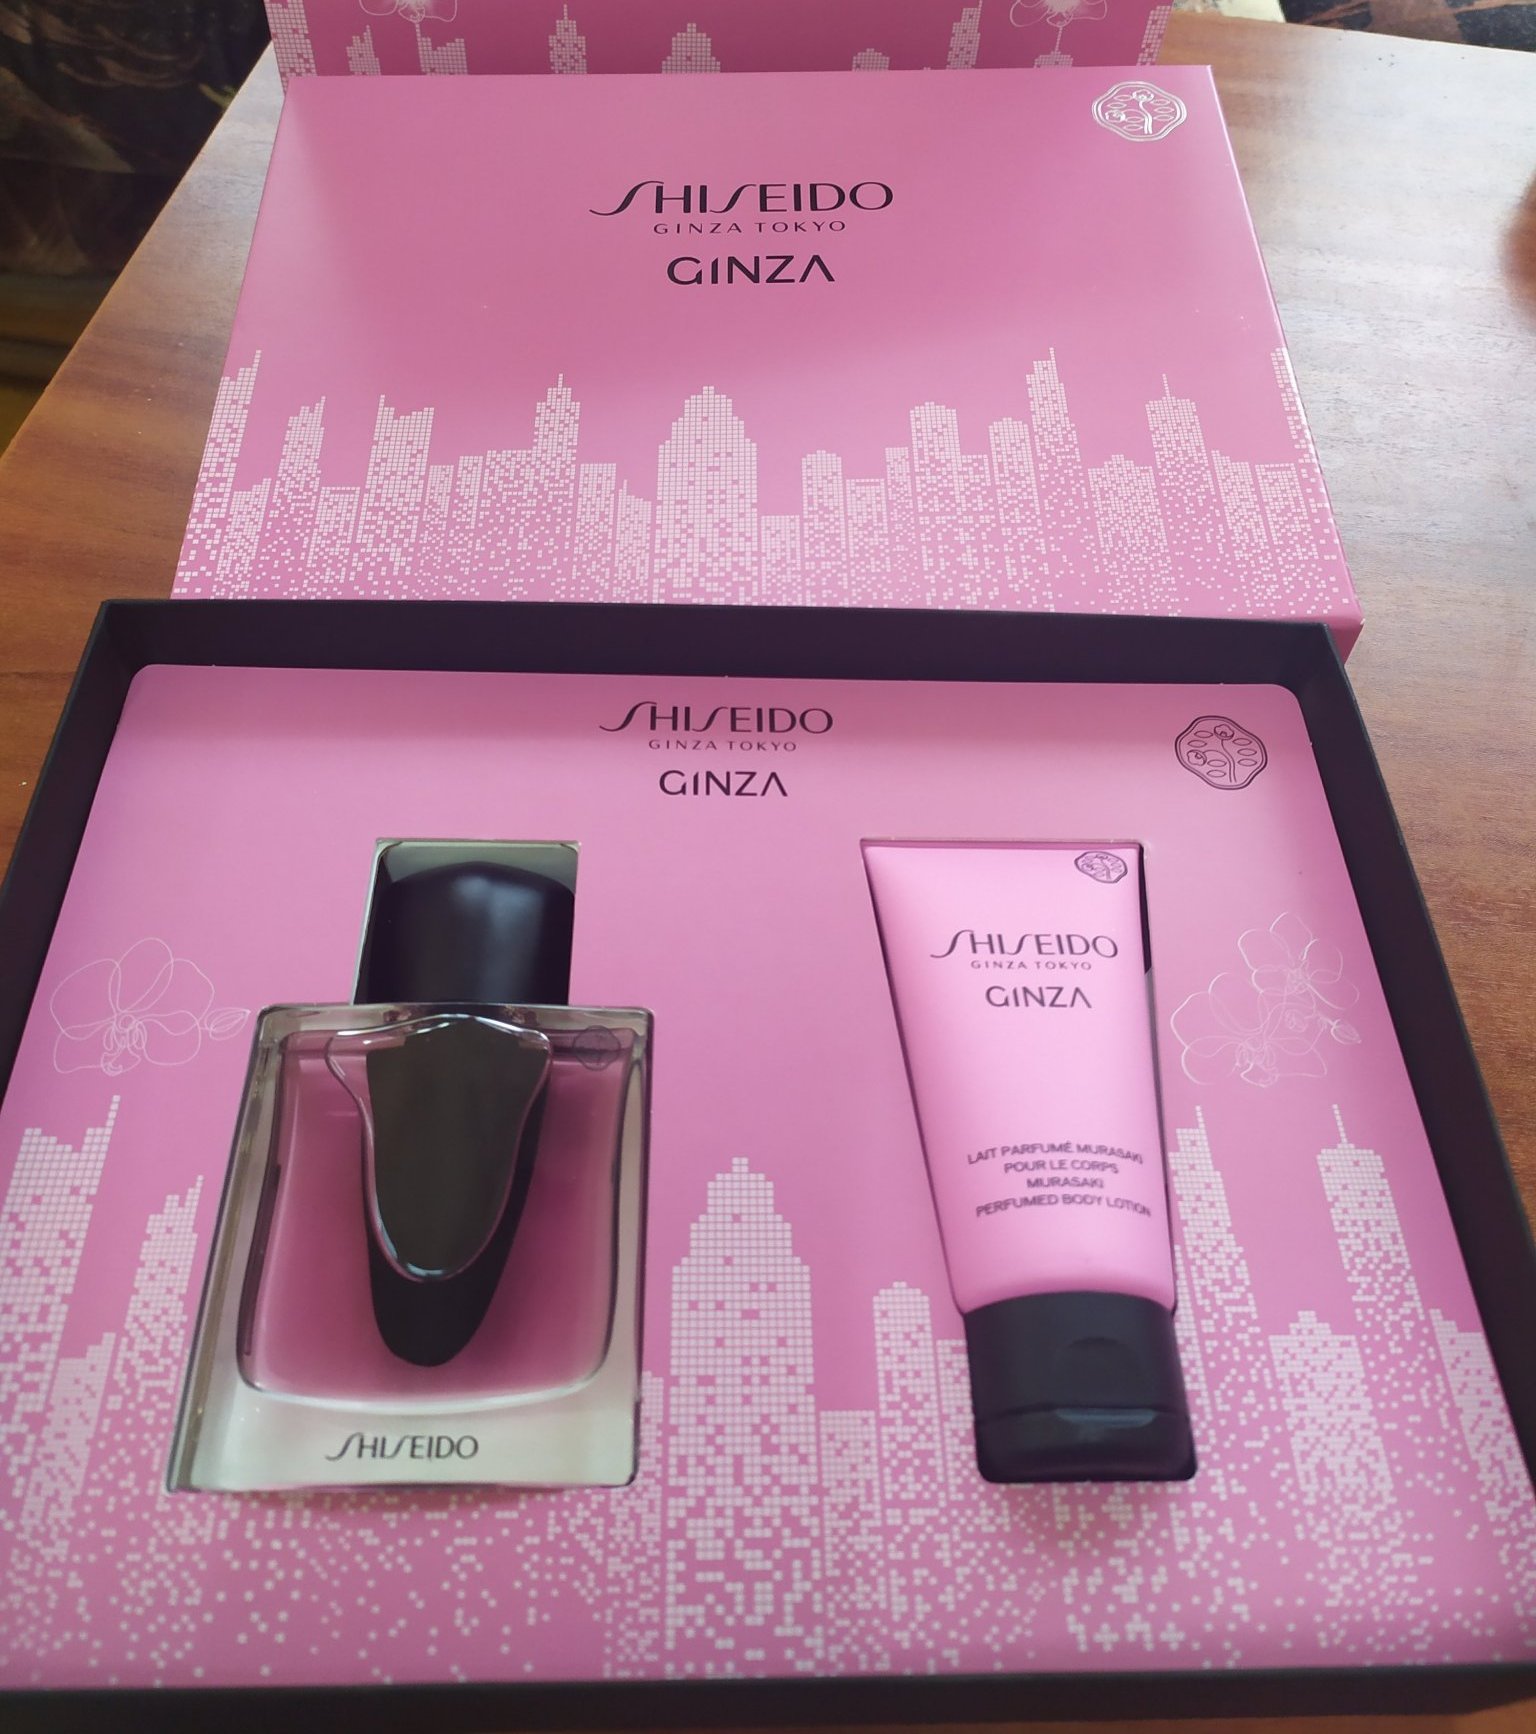 SHISEIDO
GINZA TOKYO
GINZA
SHISEIDO
GINZA TOKYO
GINZA
SHISEIDO
GINZA TOKYO
GINZA
LAIT PARFUMÉ MURASAKI
POUR LE CORPS
MURASAKI
PERFUMED BODY LOTION
SHISEIDO